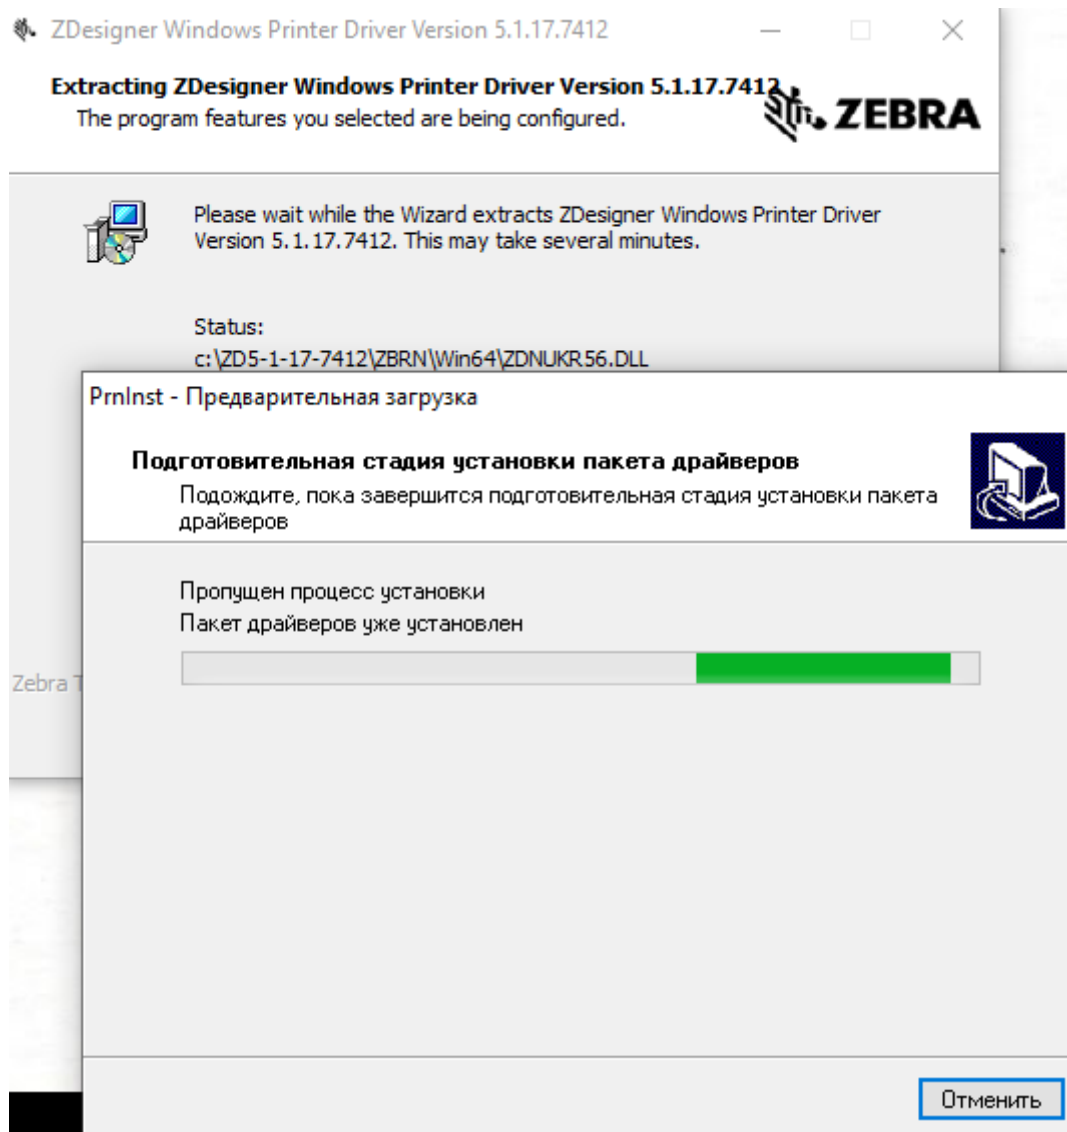 ZDesigner Windows Printer Driver Version 5.1.17.7412
Extracting ZDesigner Windows Printer Driver Version 5.1.17.7412
The program features you selected are being configured.
ZEBRA
Please wait while the Wizard extracts ZDesigner Windows Printer Driver
Version 5.1.17.7412. This may take several minutes.
Status:
c:\ZD5-1-17-7412\ZBRN\Win64\ZDNUKR56.DLL
PrnInst - Предварительная загрузка
Подготовительная стадия установки пакета драйверов
Подождите, пока завершится подготовительная стадия установки пакета
драйверов
Пропущен процесс установки
Пакет драйверов уже установлен
Zebra
Отменить